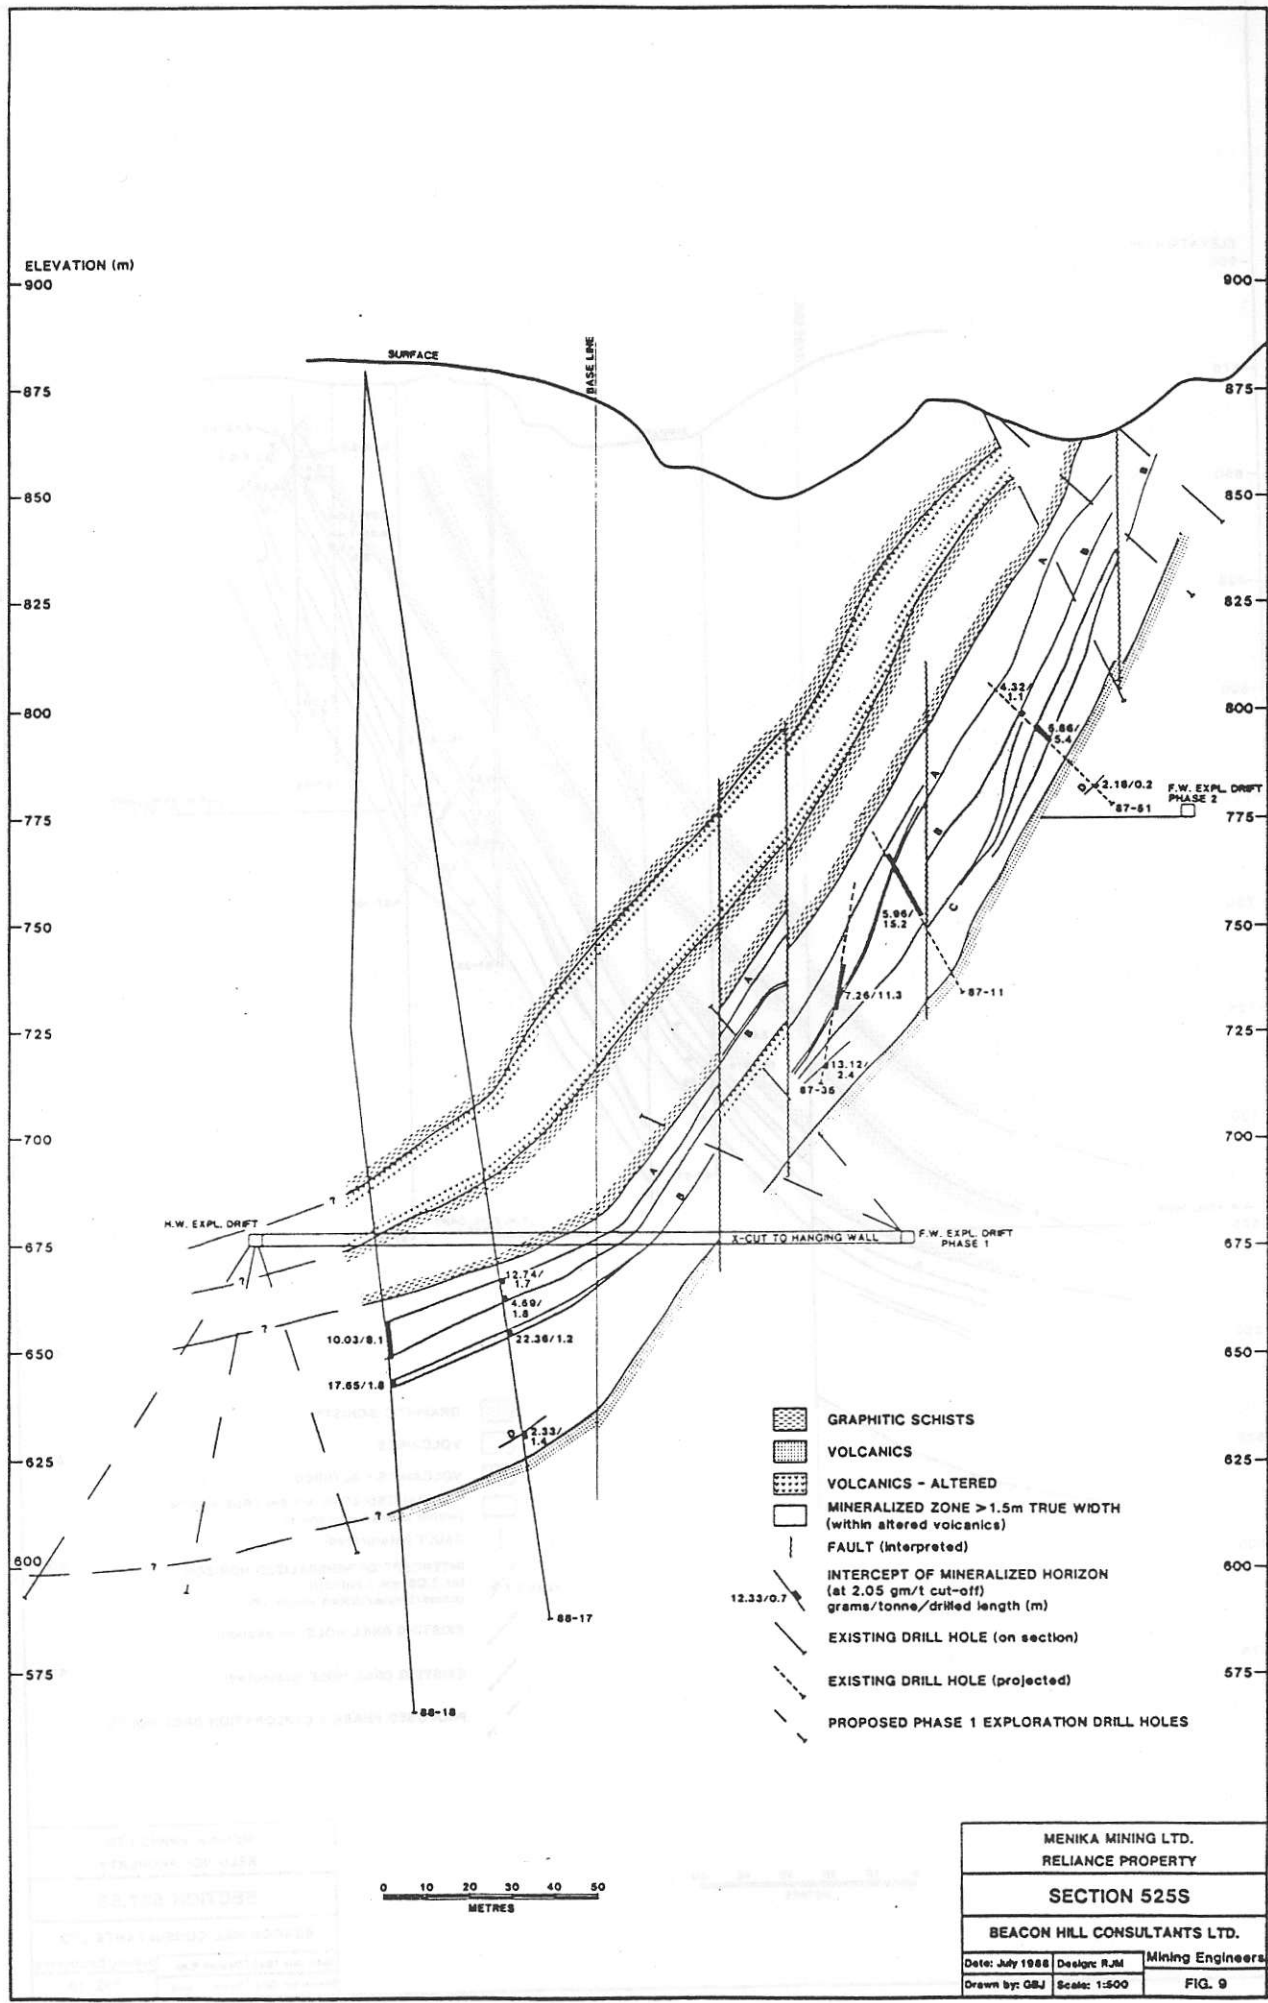 ELEVATION (m)
900
900
SURFACE
BASE LINE
875
875
850
850
B
A
B
825
825
4.32/
1.1
800
800
5.86/
5.4
A
D
2.16/0.2
F.W. EXPL. DRIFT
PHASE 2
87-51
775
775
B
C
5.96/
15.2
750
750
A
7.26/11.3
87-11
725
725
B
13.12/
2.4
87-35
700
700
A
?
B
H.W. EXPL. DRIFT
X-CUT TO HANGING WALL
F.W. EXPL. DRIFT
PHASE 1
675
675
?
12.74/
1.7
4.69/
1.8
?
10.03/8.1
22.36/1.2
650
650
17.65/1.8
GRAPHITIC SCHISTS
D
2.33/
1.4
VOLCANICS
625
625
VOLCANICS - ALTERED
?
MINERALIZED ZONE >1.5m TRUE WIDTH
(within altered volcanics)
FAULT (interpreted)
600
?
600
INTERCEPT OF MINERALIZED HORIZON
12.33/0.7
(at 2.05 gm/t cut-off)
grams/tonne/drilled length (m)
88-17
EXISTING DRILL HOLE (on section)
575
575
EXISTING DRILL HOLE (projected)
88-18
PROPOSED PHASE 1 EXPLORATION DRILL HOLES
0 10 20 30 40 50
METRES
MENIKA MINING LTD.
RELIANCE PROPERTY
SECTION 525S
BEACON HILL CONSULTANTS LTD.
Date: July 1988 Design: RJM Mining Engineers
Drawn by: GBJ Scale: 1:500 FIG. 9